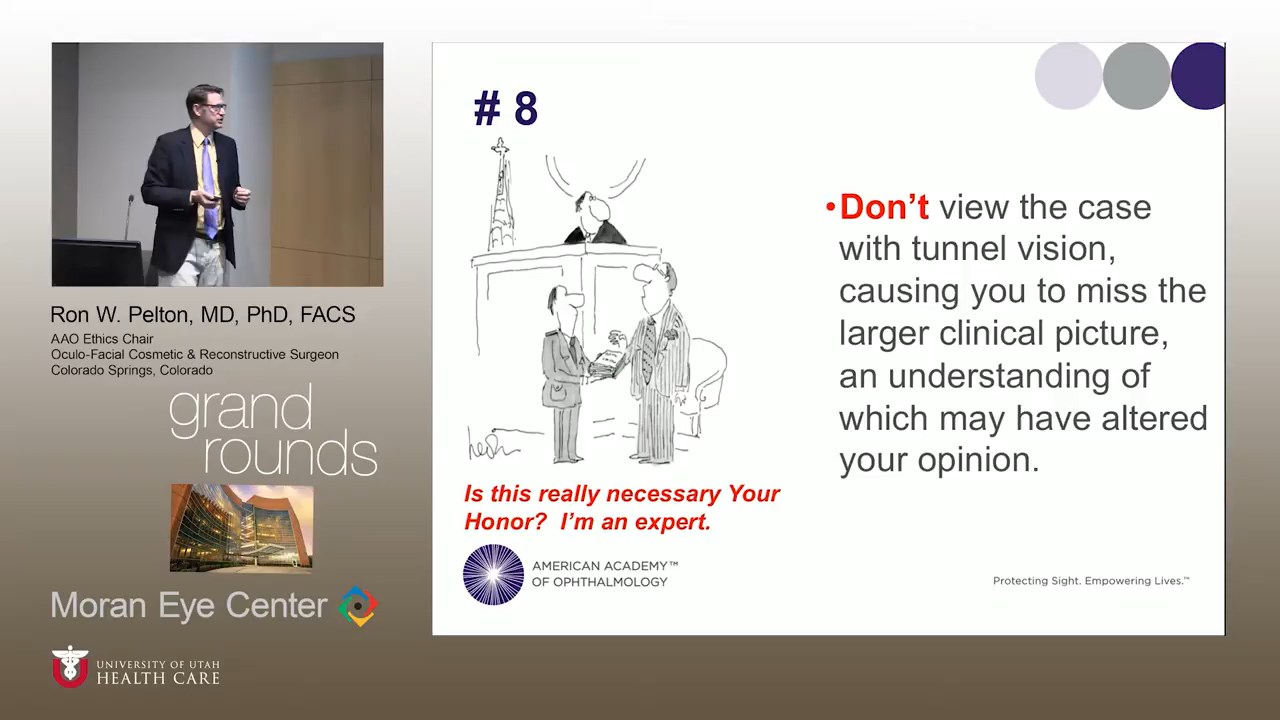 Ron W. Pelton, MD, PhD, FACS
AAO Ethics Chair
Oculo-Facial Cosmetic & Reconstructive Surgeon
Colorado Springs, Colorado
grand
rounds
Moran Eye Center
UNIVERSITY OF UTAH
HEALTH CARE
# 8
Is this really necessary Your
Honor?  I’m an expert.
•Don’t view the case
with tunnel vision,
causing you to miss the
larger clinical picture,
an understanding of
which may have altered
your opinion.
AMERICAN ACADEMY™
OF OPHTHALMOLOGY
Protecting Sight. Empowering Lives.™